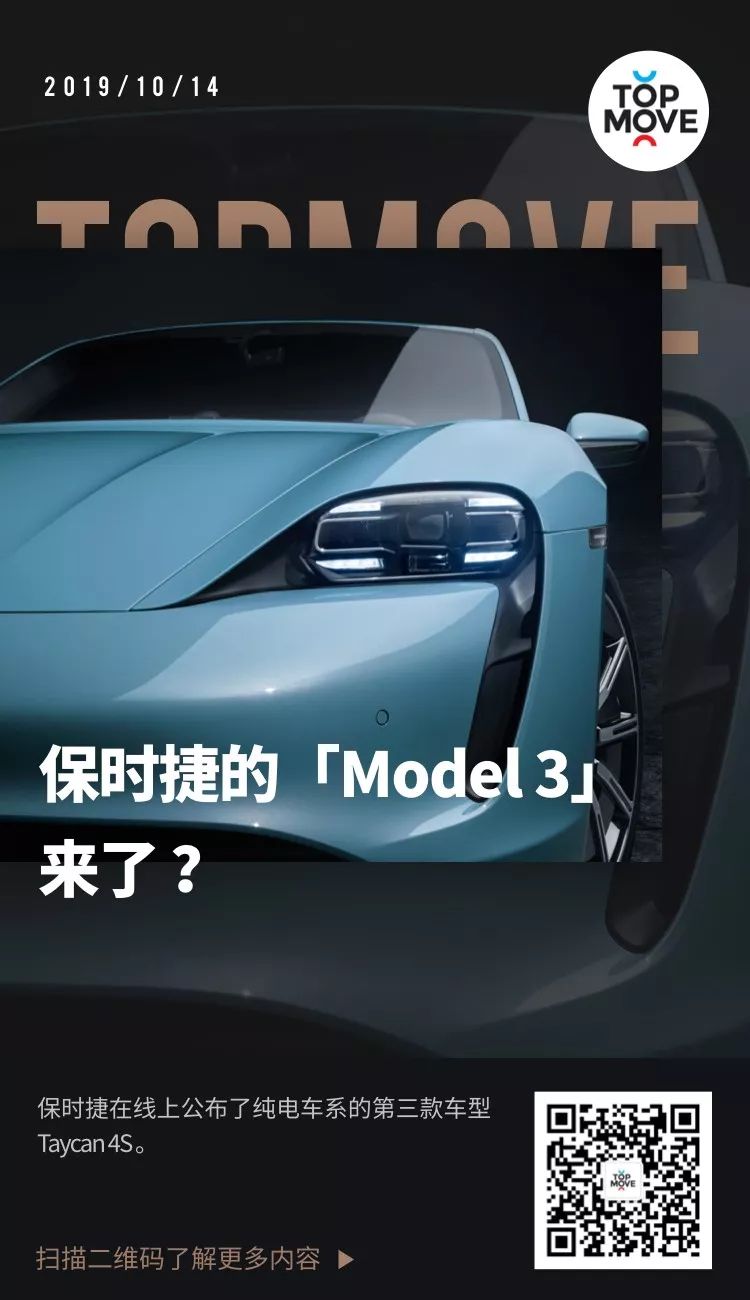 2019/10/14
TOP
MOVE
TOPMOVE
保时捷的「Model 3」
来了？
保时捷在线上公布了纯电车系的第三款车型
Taycan 4S。
TOP
MOVE
扫描二维码了解更多内容